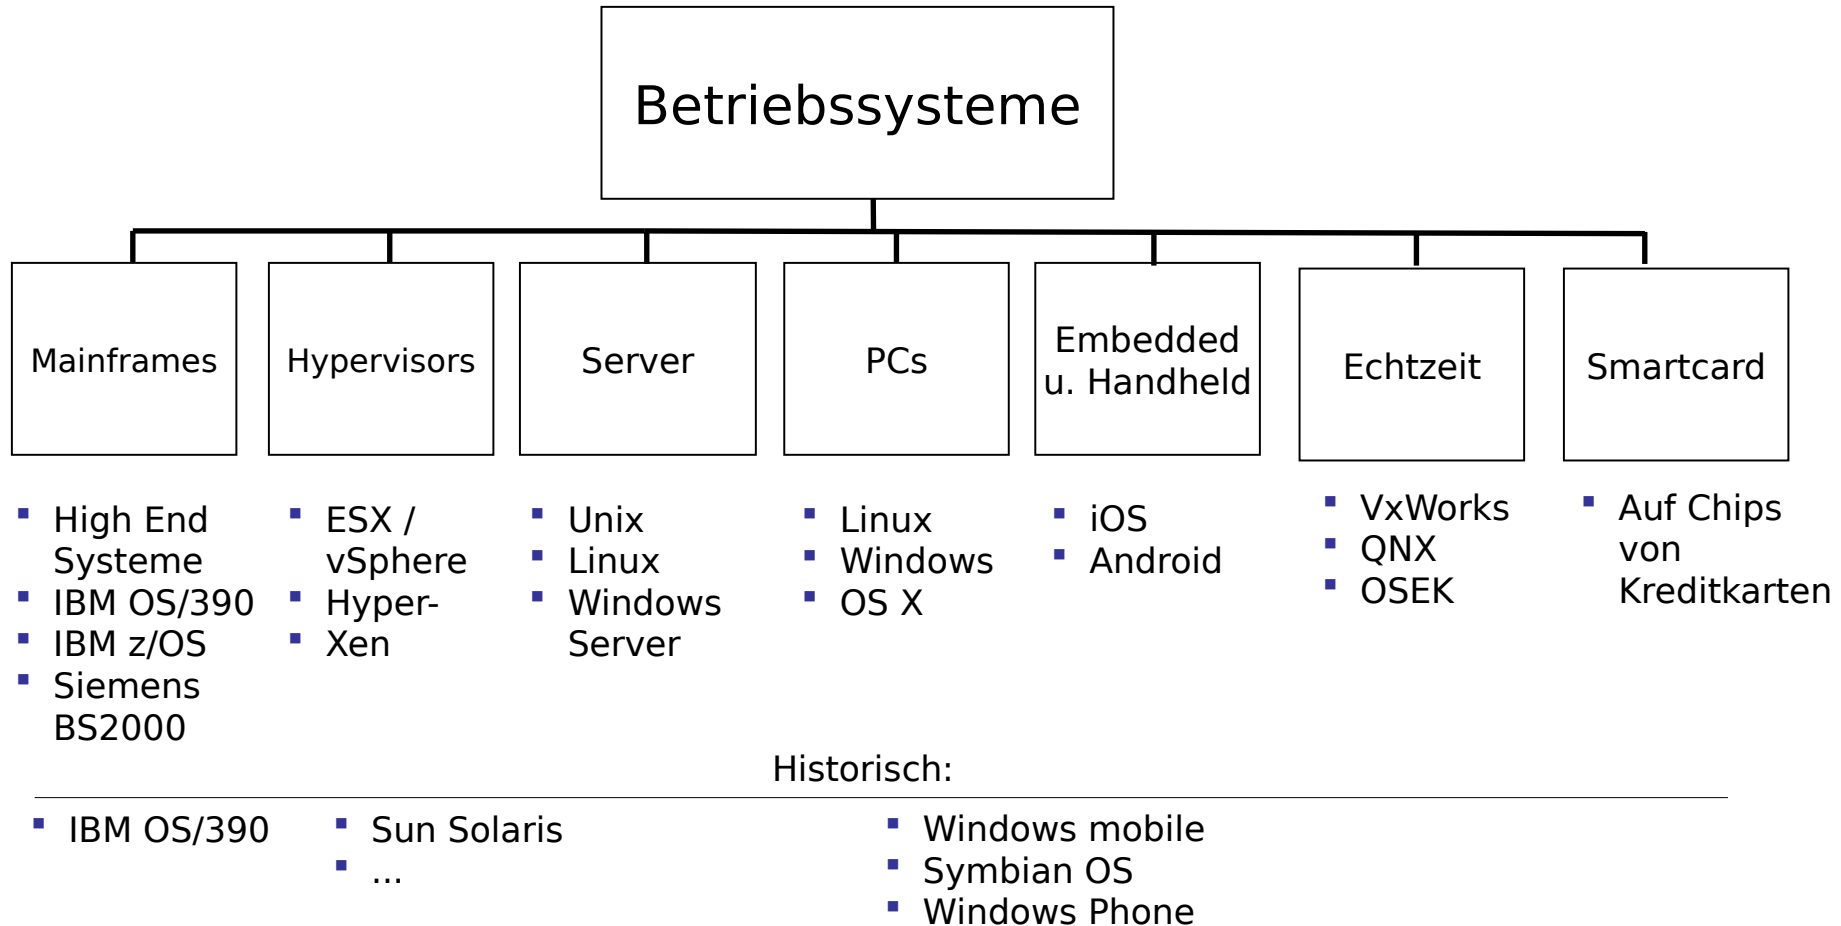 Betriebssysteme
Mainframes
Hypervisors
Server
PCs
Embedded
u. Handheld
Echtzeit
Smartcard
High End
Systeme
IBM OS/390
IBM z/OS
Siemens
BS2000
ESX /
vSphere
Hyper-
Xen
Unix
Linux
Windows
Server
Linux
Windows
OS X
iOS
Android
VxWorks
QNX
OSEK
Auf Chips
von
Kreditkarten
Historisch:
IBM OS/390
Sun Solaris
...
Windows mobile
Symbian OS
Windows Phone